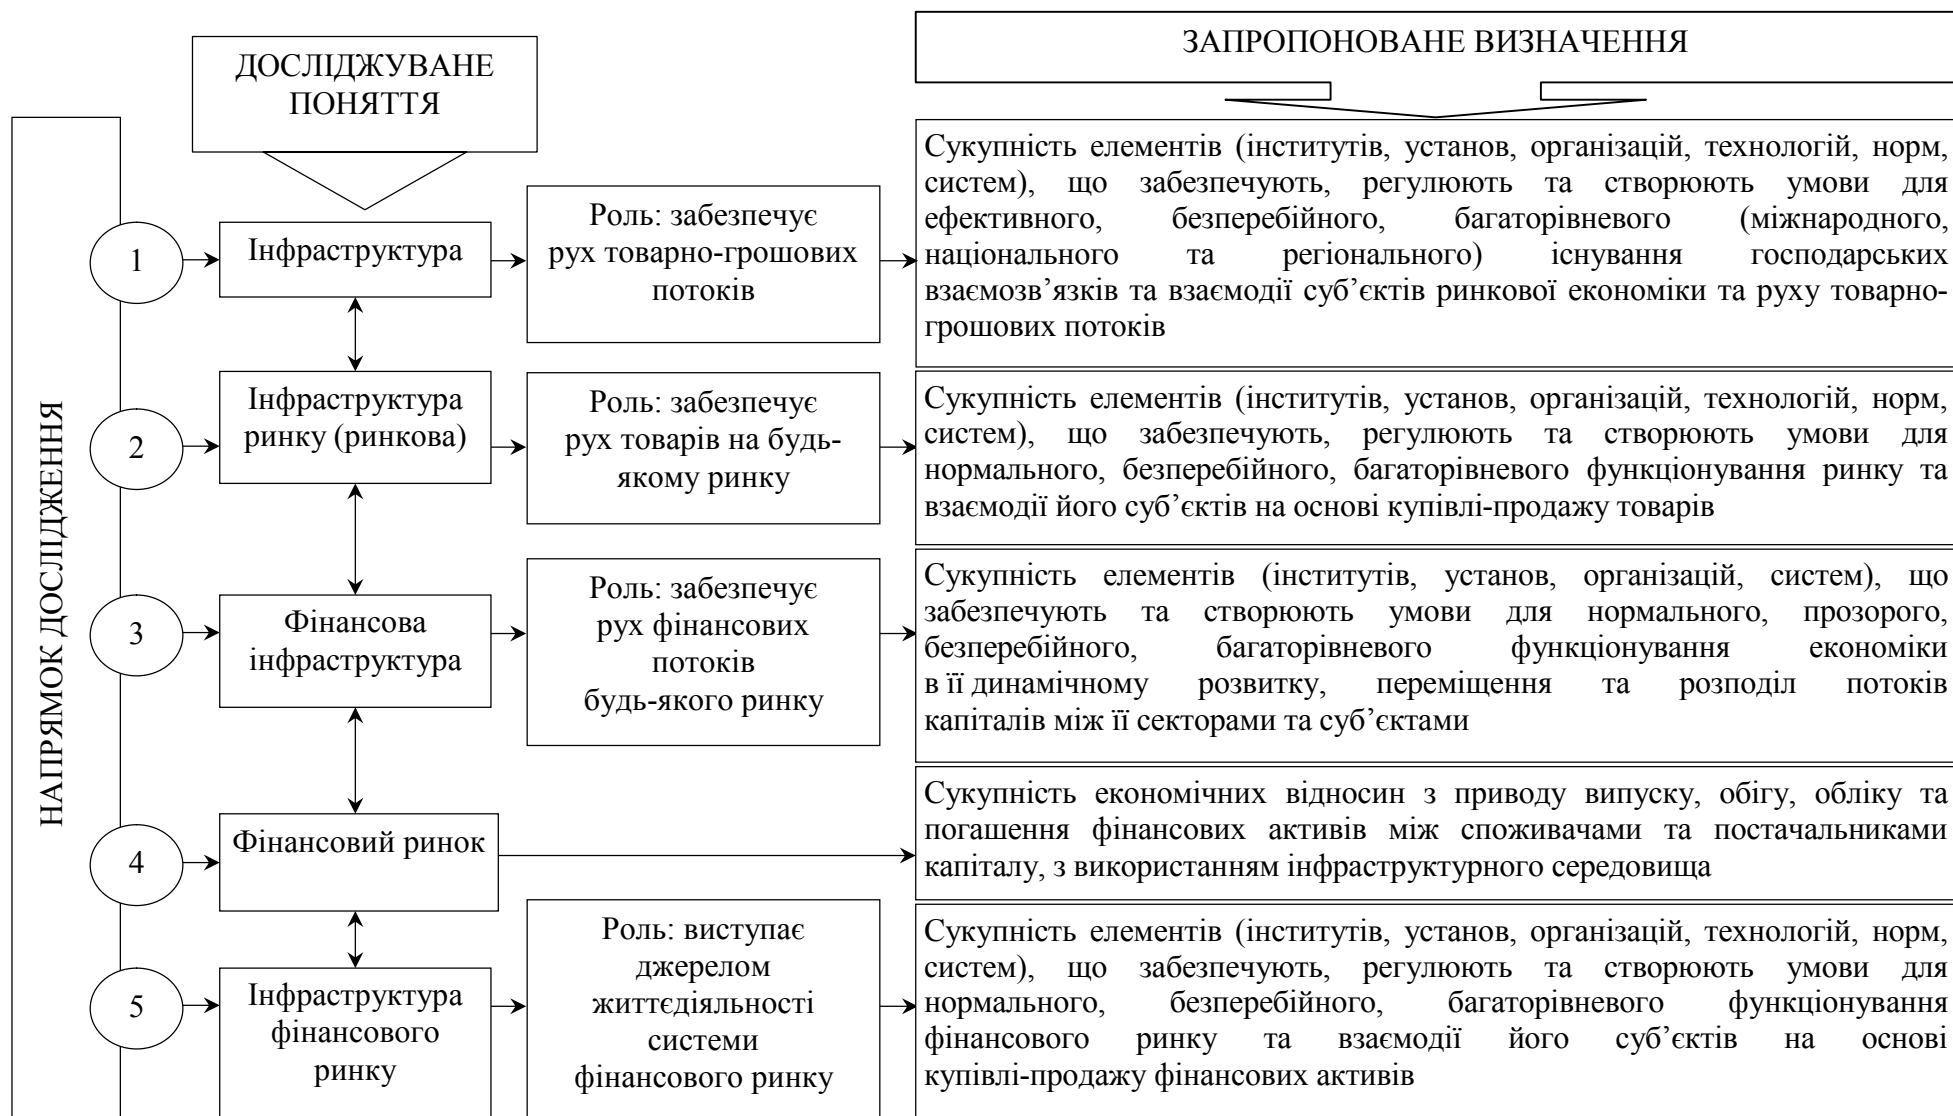 ДОСЛІДЖУВАНЕ
ПОНЯТТЯ
ЗАПРОПОНОВАНЕ ВИЗНАЧЕННЯ
НАПРЯМОК ДОСЛІДЖЕННЯ
1
Інфраструктура
Роль: забезпечує
рух товарно-грошових
потоків
Сукупність елементів (інститутів, установ, організацій, технологій, норм,
систем), що забезпечують, регулюють та створюють умови для
ефективного, безперебійного, багаторівневого (міжнародного,
національного та регіонального) існування господарських
взаємозв’язків та взаємодії суб’єктів ринкової економіки та руху товарно-
грошових потоків
2
Інфраструктура
ринку (ринкова)
Роль: забезпечує
рух товарів на будь-
якому ринку
Сукупність елементів (інститутів, установ, організацій, технологій, норм,
систем), що забезпечують, регулюють та створюють умови для
нормального, безперебійного, багаторівневого функціонування ринку та
взаємодії його суб’єктів на основі купівлі-продажу товарів
3
Фінансова
інфраструктура
Роль: забезпечує
рух фінансових
потоків
будь-якого ринку
Сукупність елементів (інститутів, установ, організацій, систем), що
забезпечують та створюють умови для нормального, прозорого,
безперебійного, багаторівневого функціонування економіки
в її динамічному розвитку, переміщення та розподіл потоків
капіталів між її секторами та суб’єктами
4
Фінансовий ринок
Сукупність економічних відносин з приводу випуску, обігу, обліку та
погашення фінансових активів між споживачами та постачальниками
капіталу, з використанням інфраструктурного середовища
5
Інфраструктура
фінансового
ринку
Роль: виступає
джерелом
життєдіяльності
системи
фінансового ринку
Сукупність елементів (інститутів, установ, організацій, технологій, норм,
систем), що забезпечують, регулюють та створюють умови для
нормального, безперебійного, багаторівневого функціонування
фінансового ринку та взаємодії його суб’єктів на основі
купівлі-продажу фінансових активів